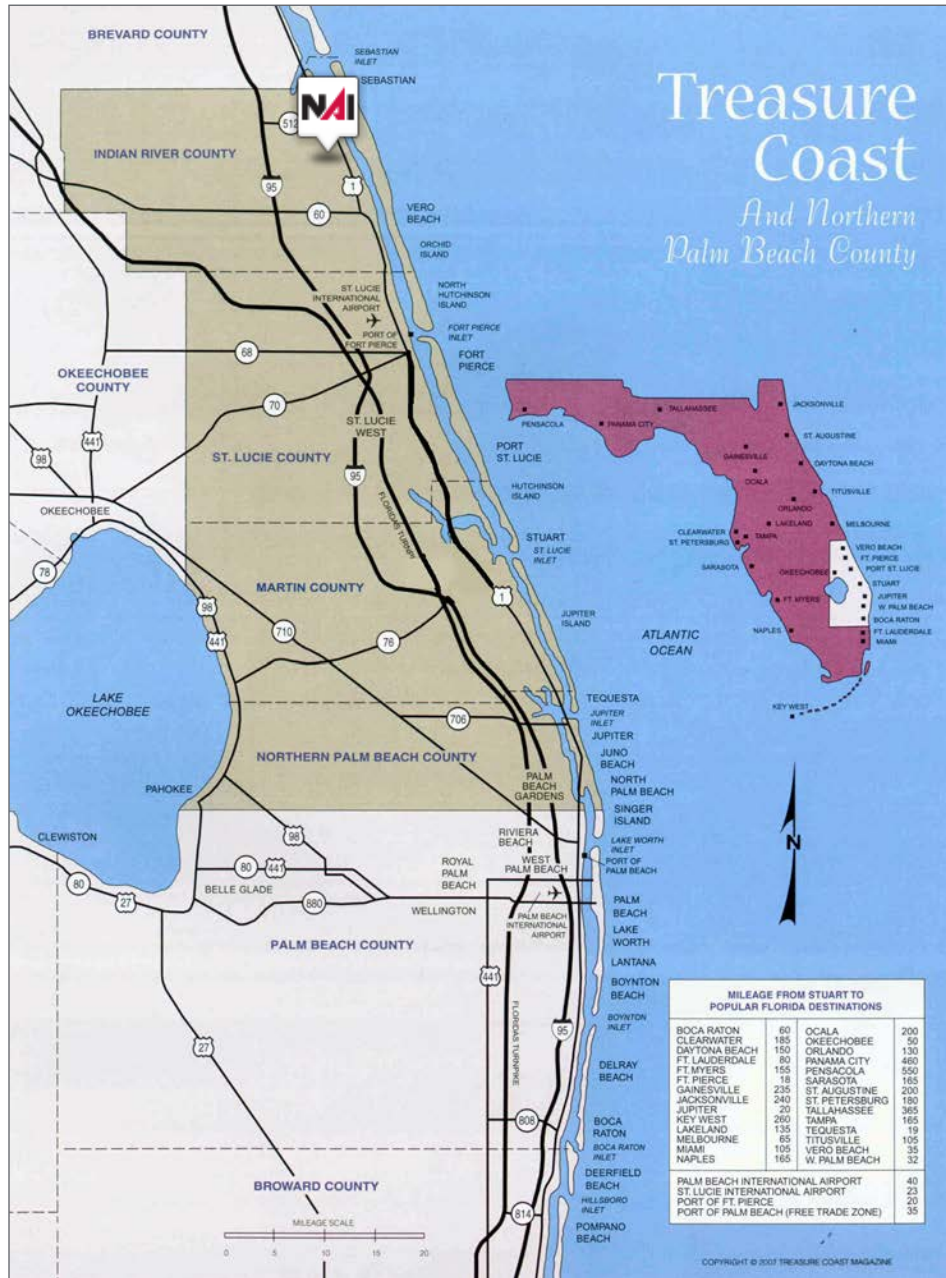 BREVARD COUNTY
SEBASTIAN
INLET
SEBASTIAN
NAI
512
INDIAN RIVER COUNTY
95
1
60
VERO
BEACH
ORCHID
ISLAND
ST. LUCIE
INTERNATIONAL
AIRPORT
NORTH
HUTCHINSON
ISLAND
PORT OF
FORT PIERCE
FORT PIERCE
INLET
FORT
PIERCE
68
OKEECHOBEE
COUNTY
70
441
98
ST. LUCIE
WEST
ST. LUCIE COUNTY
95
PORT
ST. LUCIE
HUTCHINSON
ISLAND
FLORIDAS TURNPI
OKEECHOBEE
STUART
ST. LUCIE
INLET
78
MARTIN COUNTY
98
441
1
710
76
JUPITER
ISLAND
ATLANTIC
OCEAN
LAKE
OKEECHOBEE
TEQUESTA
JUPITER
INLET
706
JUPITER
NORTHERN PALM BEACH COUNTY
JUNO
BEACH
PAHOKEE
PALM
BEACH
GARDENS
NORTH
PALM BEACH
SINGER
ISLAND
CLEWISTON
98
RIVIERA
BEACH
LAKE WORTH
INLET
ROYAL
PALM
BEACH
WEST
PALM BEACH
PORT OF
PALM BEACH
80
441
80
27
BELLE GLADE
880
WELLINGTON
PALM BEACH
INTERNATIONAL
AIRPORT
PALM
BEACH
LAKE
WORTH
PALM BEACH COUNTY
LANTANA
441
BOYNTON
BEACH
FLORIDAS TURNPIKE
95
BOYNTON
INLET
27
DELRAY
BEACH
808
BOCA
RATON
BOCA RATON
INLET
BROWARD COUNTY
DEERFIELD
BEACH
HILLSBORO
INLET
814
POMPANO
BEACH
MILEAGE SCALE
0 5 10 15 20
Treasure
Coast
And Northern
Palm Beach County
PENSACOLA
PANAMA CITY
TALLAHASSEE
JACKSONVILLE
ST. AUGUSTINE
GAINESVILLE
DAYTONA BEACH
OCALA
TITUSVILLE
ORLANDO
CLEARWATER
LAKELAND
MELBOURNE
ST. PETERSBURG
TAMPA
VERO BEACH
FT. PIERCE
SARASOTA
OKEECHOBEE
PORT ST. LUCIE
STUART
FT. MYERS
JUPITER
W. PALM BEACH
BOCA RATON
NAPLES
FT. LAUDERDALE
MIAMI
KEY WEST
N
MILEAGE FROM STUART TO
POPULAR FLORIDA DESTINATIONS
BOCA RATON 60 OCALA 200
CLEARWATER 185 OKEECHOBEE 50
DAYTONA BEACH 150 ORLANDO 130
FT. LAUDERDALE 80 PANAMA CITY 460
FT.MYERS 155 PENSACOLA 550
FT. PIERCE 18 SARASOTA 165
GAINESVILLE 235 ST. AUGUSTINE 200
JACKSONVILLE 240 ST. PETERSBURG 180
JUPITER 20 TALLAHASSEE 365
KEY WEST 260 TAMPA 165
LAKELAND 135 TEQUESTA 19
MELBOURNE 65 TITUSVILLE 105
MIAMI 105 VERO BEACH 35
NAPLES 165 W. PALM BEACH 32
PALM BEACH INTERNATIONAL AIRPORT 40
ST. LUCIE INTERNATIONAL AIRPORT 23
PORT OF FT. PIERCE 20
PORT OF PALM BEACH (FREE TRADE ZONE) 35
COPYRIGHT © 2007 TREASURE COAST MAGAZINE